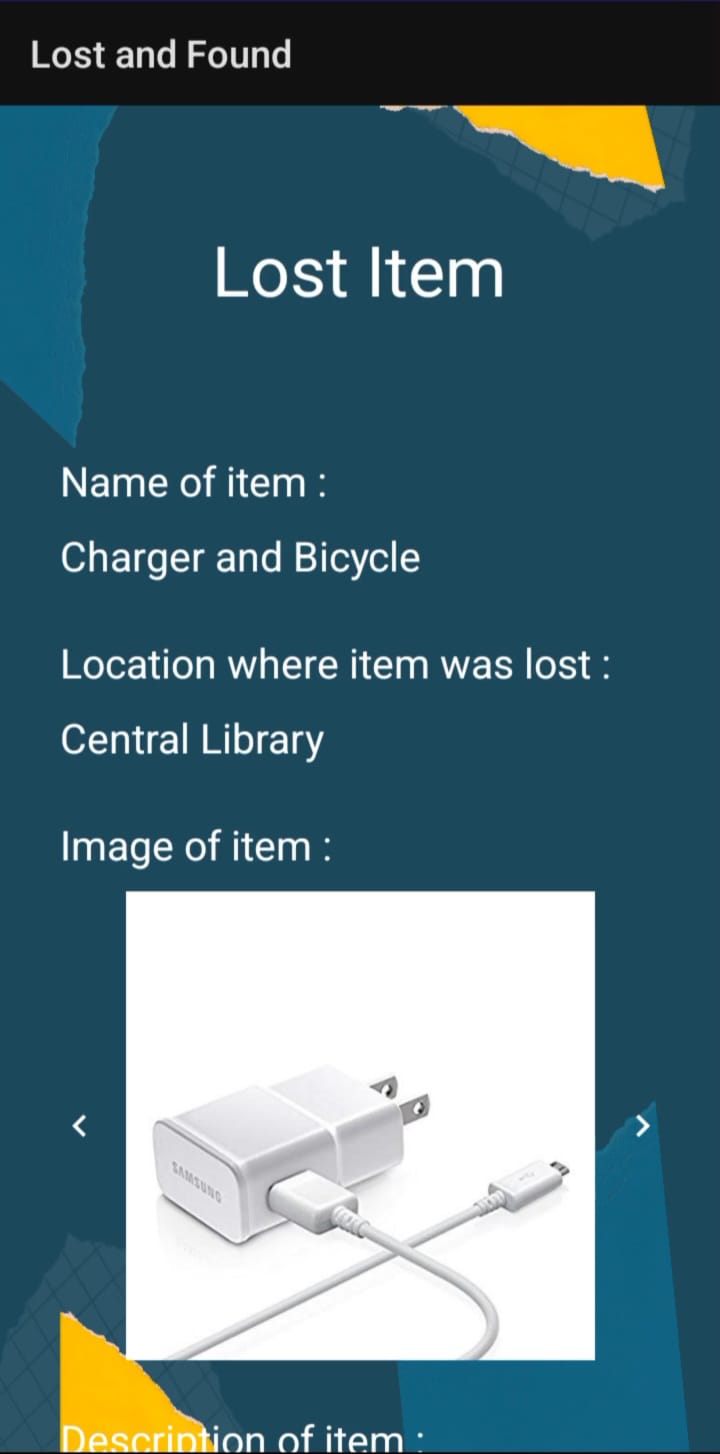 Lost and Found
Lost Item
Name of item :
Charger and Bicycle
Location where item was lost :
Central Library
Image of item :
SAMSUNG
Description of item :